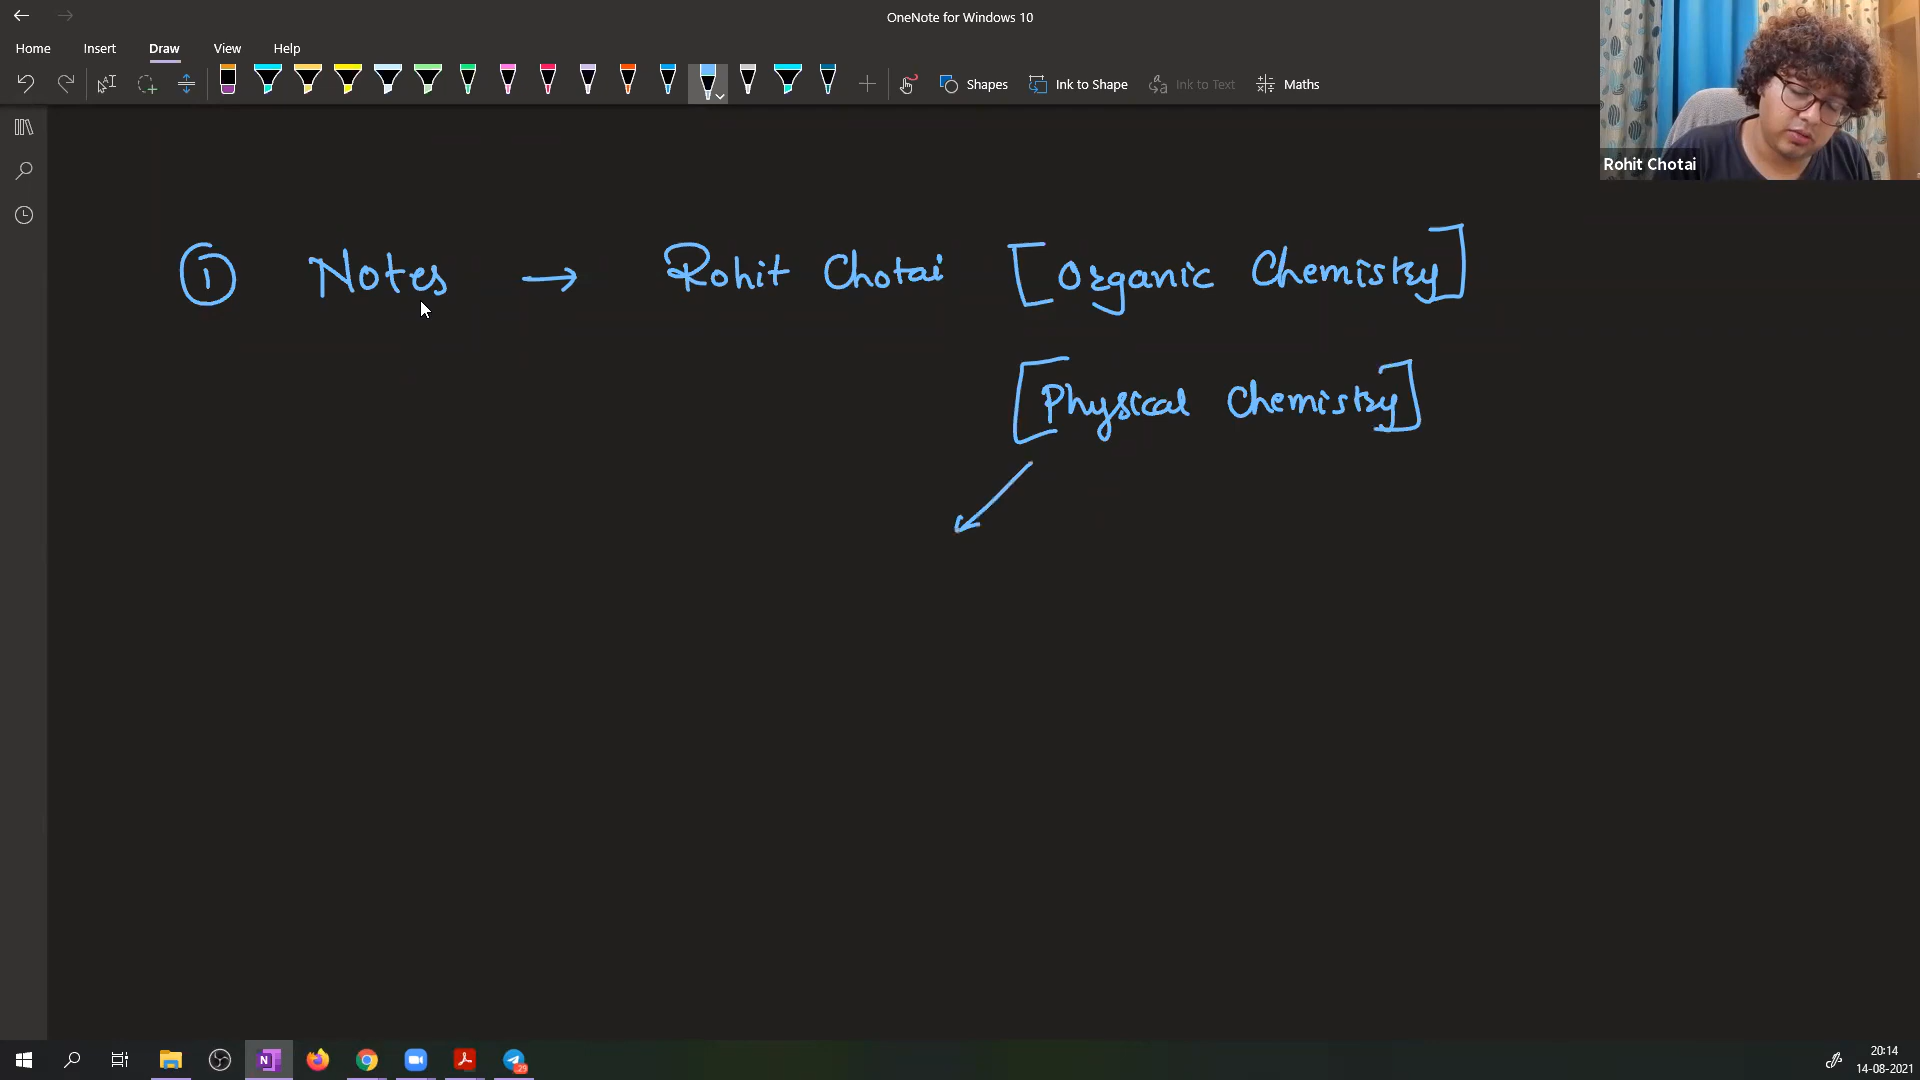 OneNote for Windows 10
Home Insert Draw View Help
Shapes Ink to Shape Ink to Text Maths
Rohit Chotai
① Notes → Rohit Chotai [Organic Chemistry]
[Physical Chemistry]
N 29
20:14
14-08-2021